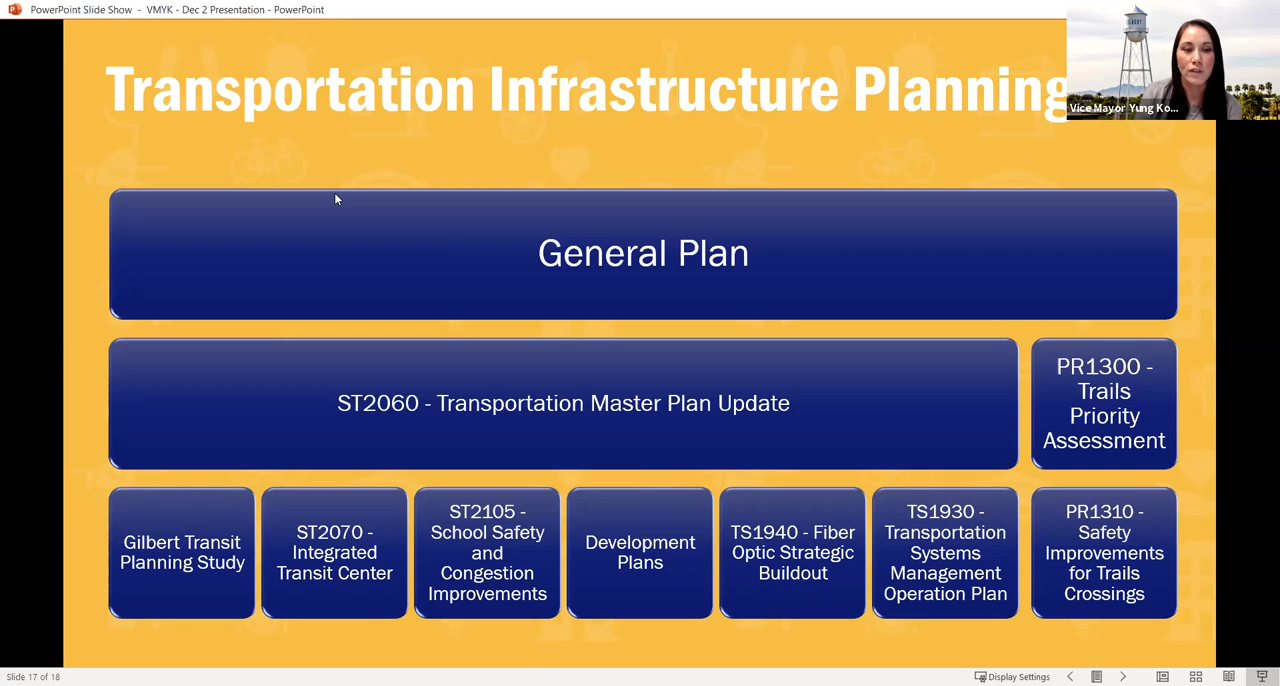 PowerPoint Slide Show - VMYK - Dec 2 Presentation - PowerPoint
Transportation Infrastructure Planning
Vice Mayor Yung Ko...
General Plan
ST2060 - Transportation Master Plan Update
PR1300 -
Trails
Priority
Assessment
Gilbert Transit
Planning Study
ST2070 -
Integrated
Transit Center
ST2105 -
School Safety
and
Congestion
Improvements
Development
Plans
TS1940 - Fiber
Optic Strategic
Buildout
TS1930 -
Transportation
Systems
Management
Operation Plan
PR1310 -
Safety
Improvements
for Trails
Crossings
Slide 17 of 18
Display Settings